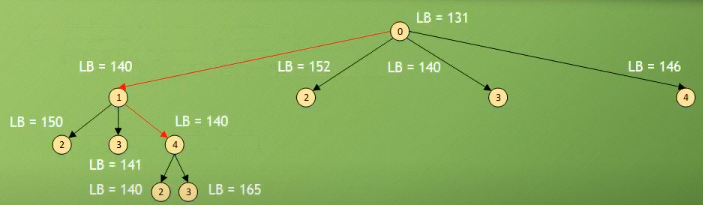 LB = 131
0
LB = 140
LB = 152
LB = 140
LB = 146
1
2
3
4
LB = 150
LB = 140
2
3
4
LB = 141
LB = 140
2
3
LB = 165